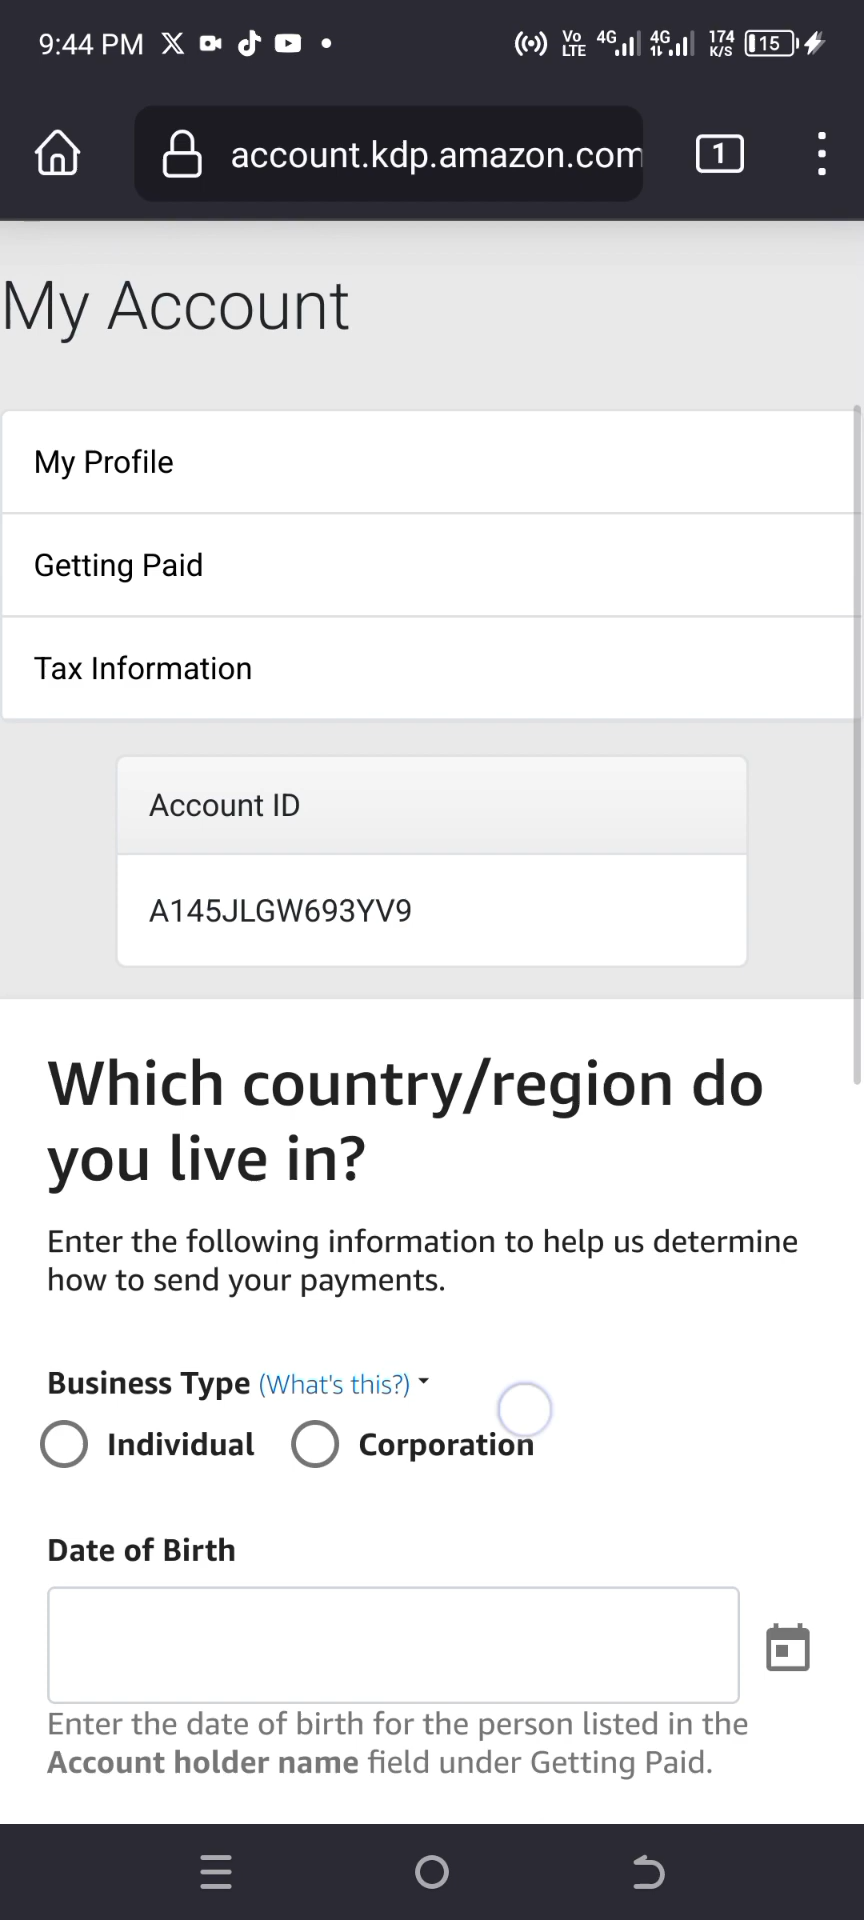 9:44 PM
Vo LTE 4G 4G 174 K/S 15
account.kdp.amazon.com
1
My Account
My Profile
Getting Paid
Tax Information
Account ID
A145JLGW693YV9
Which country/region do
you live in?
Enter the following information to help us determine
how to send your payments.
Business Type (What's this?)
Individual Corporation
Date of Birth
Enter the date of birth for the person listed in the
Account holder name field under Getting Paid.